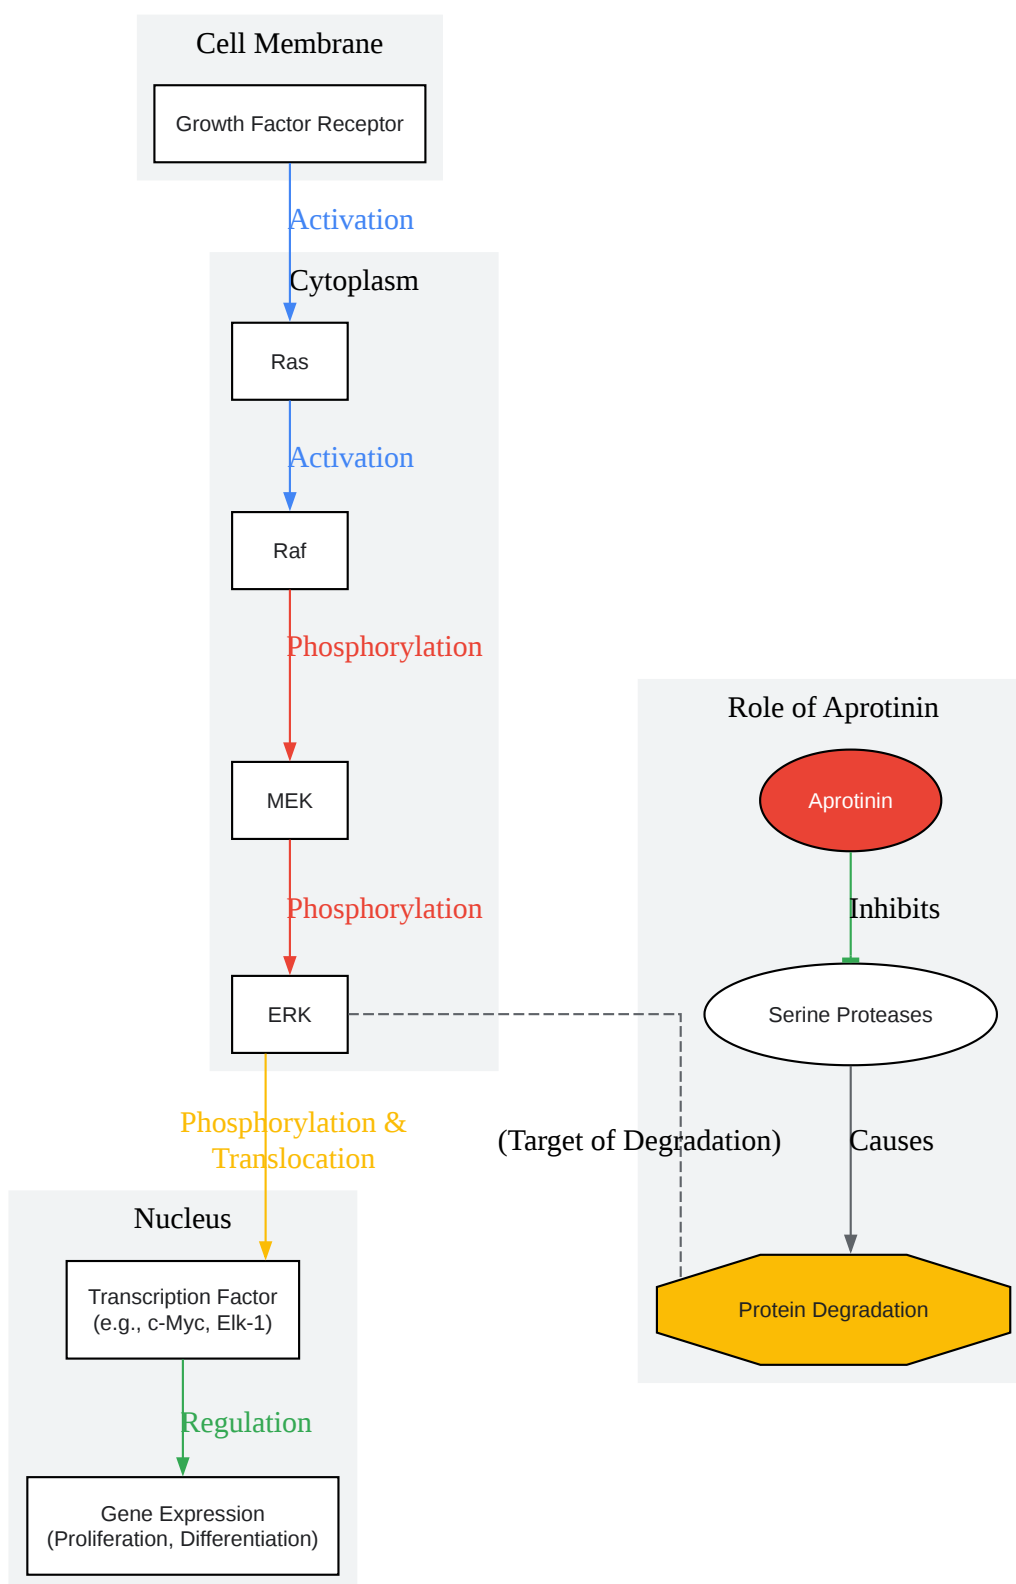 Cell Membrane
Growth Factor Receptor
Activation
Cytoplasm
Ras
Activation
Raf
Phosphorylation
MEK
Phosphorylation
ERK
Phosphorylation &
Translocation
Nucleus
Transcription Factor
(e.g., c-Myc, Elk-1)
Regulation
Gene Expression
(Proliferation, Differentiation)
Role of Aprotinin
Aprotinin
Inhibits
Serine Proteases
(Target of Degradation)
Causes
Protein Degradation